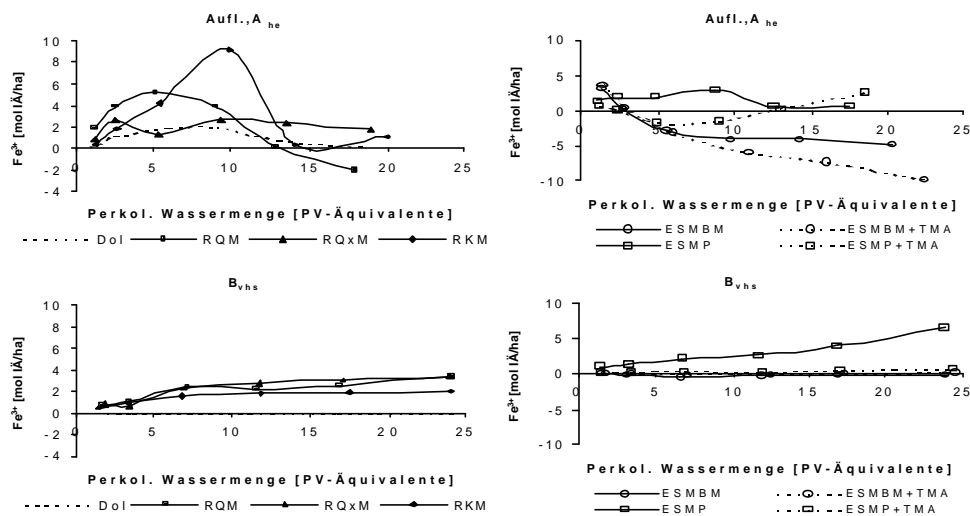 Aufl., A he
Fe³⁺ [mol IÄ/ha]
10
8
6
4
2
0
-2
-4
0 5 10 15 20 25
Perkol. Wassermenge [PV-Äquivalente]
Dol RQM RQxM RKM
Aufl., A he
Fe³⁺ [mol IÄ/ha]
10
5
0
-5
-10
0 5 10 15 20 25
Perkol. Wassermenge [PV-Äquivalente]
ESMBM ESMBM+TMA
ESMP ESMP+TMA
B vhs
Fe³⁺ [mol IÄ/ha]
10
8
6
4
2
0
-2
-4
0 5 10 15 20 25
Perkol. Wassermenge [PV-Äquivalente]
Dol RQM RQxM RKM
B vhs
Fe³⁺ [mol IÄ/ha]
10
5
0
-5
-10
0 5 10 15 20 25
Perkol. Wassermenge [PV-Äquivalente]
ESMBM ESMBM+TMA
ESMP ESMP+TMA